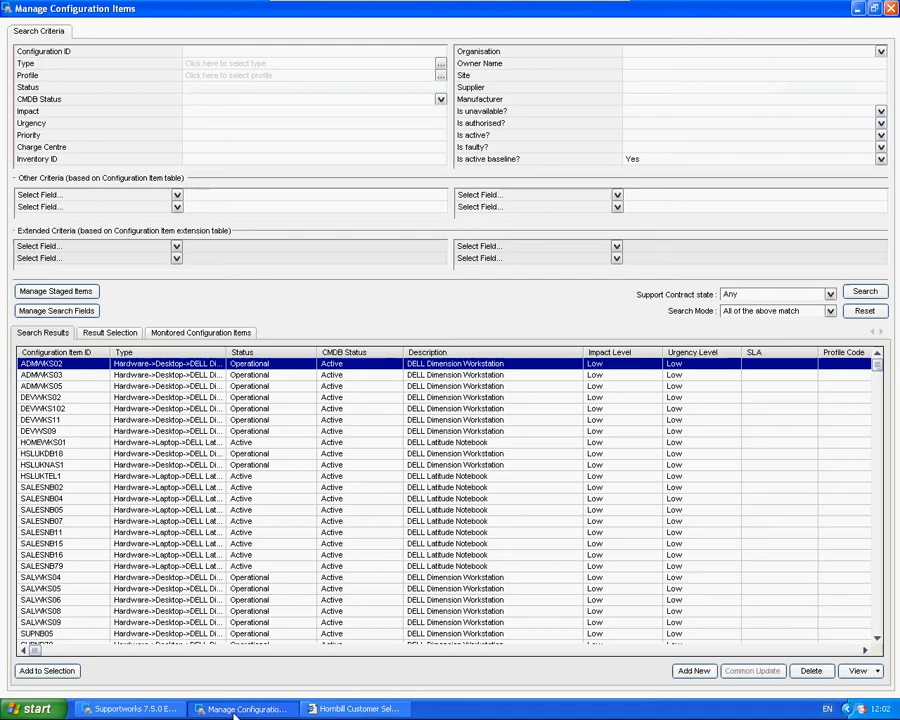 Manage Configuration Items
Search Criteria
Configuration ID
Type Click here to select type ...
Profile Click here to select profile ...
Status
CMDB Status
Impact
Urgency
Priority
Charge Centre
Inventory ID
Organisation
Owner Name
Site
Supplier
Manufacturer
Is unavailable?
Is authorised?
Is active?
Is faulty?
Is active baseline? Yes
Other Criteria (based on Configuration Item table)
Select Field... Select Field...
Select Field... Select Field...
Extended Criteria (based on Configuration Item extension table)
Select Field... Select Field...
Select Field... Select Field...
Manage Staged Items Support Contract state : Any Search
Manage Search Fields Search Mode : All of the above match Reset
Search Results Result Selection Monitored Configuration Items
Configuration Item ID Type Status CMDB Status Description Impact Level Urgency Level SLA Profile Code
ADMWKS02 Hardware->Desktop->DELL Di... Operational Active DELL Dimension Workstation Low Low
ADMWKS03 Hardware->Desktop->DELL Di... Operational Active DELL Dimension Workstation Low Low
ADMWKS05 Hardware->Desktop->DELL Di... Operational Active DELL Dimension Workstation Low Low
DEVWKS02 Hardware->Desktop->DELL Di... Operational Active DELL Dimension Workstation Low Low
DEVWKS102 Hardware->Desktop->DELL Di... Operational Active DELL Dimension Workstation Low Low
DEVWKS11 Hardware->Desktop->DELL Di... Operational Active DELL Dimension Workstation Low Low
DEVWS09 Hardware->Desktop->DELL Di... Operational Active DELL Dimension Workstation Low Low
HOMEWKS01 Hardware->Laptop->DELL Lat... Active Active DELL Latitude Notebook Low Low
HSLUKDB18 Hardware->Desktop->DELL Di... Operational Active DELL Dimension Workstation Low Low
HSLUKNAS1 Hardware->Desktop->DELL Di... Operational Active DELL Dimension Workstation Low Low
HSLUKTEL1 Hardware->Laptop->DELL Lat... Active Active DELL Latitude Notebook Low Low
SALESNB02 Hardware->Laptop->DELL Lat... Active Active DELL Latitude Notebook Low Low
SALESNB04 Hardware->Laptop->DELL Lat... Active Active DELL Latitude Notebook Low Low
SALESNB05 Hardware->Laptop->DELL Lat... Active Active DELL Latitude Notebook Low Low
SALESNB07 Hardware->Laptop->DELL Lat... Active Active DELL Latitude Notebook Low Low
SALESNB11 Hardware->Laptop->DELL Lat... Active Active DELL Latitude Notebook Low Low
SALESNB15 Hardware->Laptop->DELL Lat... Active Active DELL Latitude Notebook Low Low
SALESNB16 Hardware->Laptop->DELL Lat... Active Active DELL Latitude Notebook Low Low
SALESNB79 Hardware->Laptop->DELL Lat... Active Active DELL Latitude Notebook Low Low
SALWKS04 Hardware->Desktop->DELL Di... Operational Active DELL Dimension Workstation Low Low
SALWKS05 Hardware->Desktop->DELL Di... Operational Active DELL Dimension Workstation Low Low
SALWKS06 Hardware->Desktop->DELL Di... Operational Active DELL Dimension Workstation Low Low
SALWKS08 Hardware->Desktop->DELL Di... Operational Active DELL Dimension Workstation Low Low
SALWKS09 Hardware->Desktop->DELL Di... Operational Active DELL Dimension Workstation Low Low
SUPNB05 Hardware->Desktop->DELL Di... Operational Active DELL Dimension Workstation Low Low
Add to Selection Add New Common Update Delete View
start Supportworks 7.5.0 E... Manage Configuratio... Hornbill Customer Sel... EN 12:02